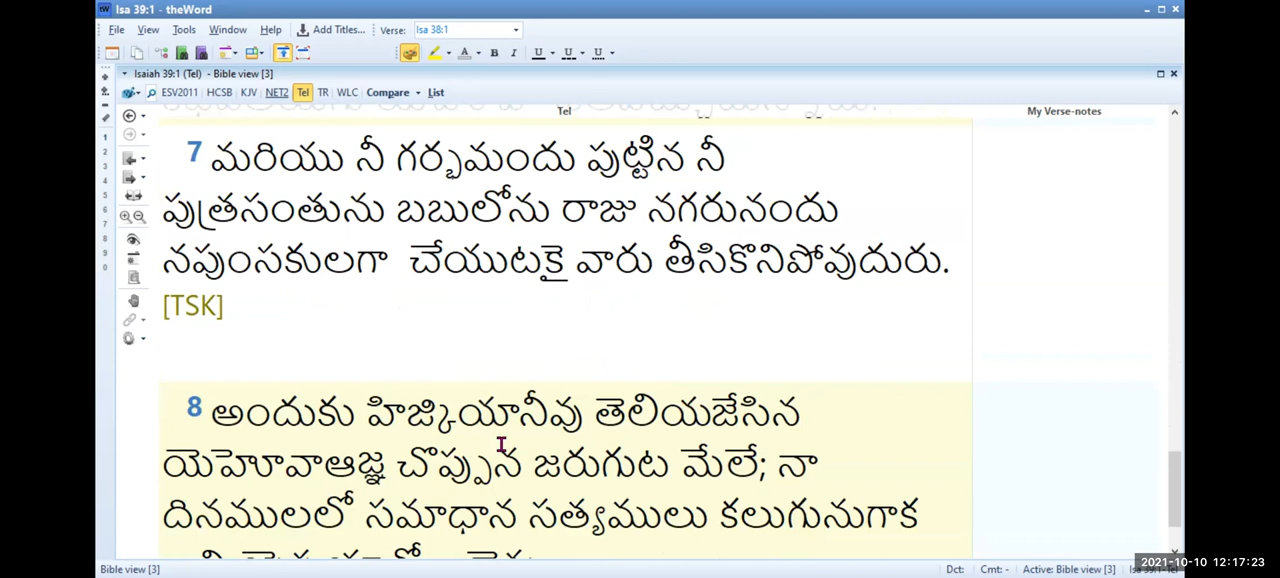 Isa 39:1 - theWord
File View Tools Window Help Add Titles... Verse: Isa 38:1
Isaiah 39:1 (Tel) - Bible view [3]
ESV2011 HCSB KJV NET2 Tel TR WLC Compare List
Tel My Verse-notes
7 మరియు నీ గర్భమందు పుట్టిన నీ
పుత్రసంతును బబులోను రాజు నగరునందు
నపుంసకులగా చేయుటకై వారు తీసికొనిపోవుదురు.
[TSK]
8 అందుకు హిజ్కియానీవు తెలియజేసిన
యెహోవాఆజ్ఞ చొప్పున జరుగుట మేలే; నా
దినములలో సమాధాన సత్యములు కలుగునుగాక
2021-10-10 12:17:23
Bible view [3] Dct: Cmt: - Active: Bible view [3]